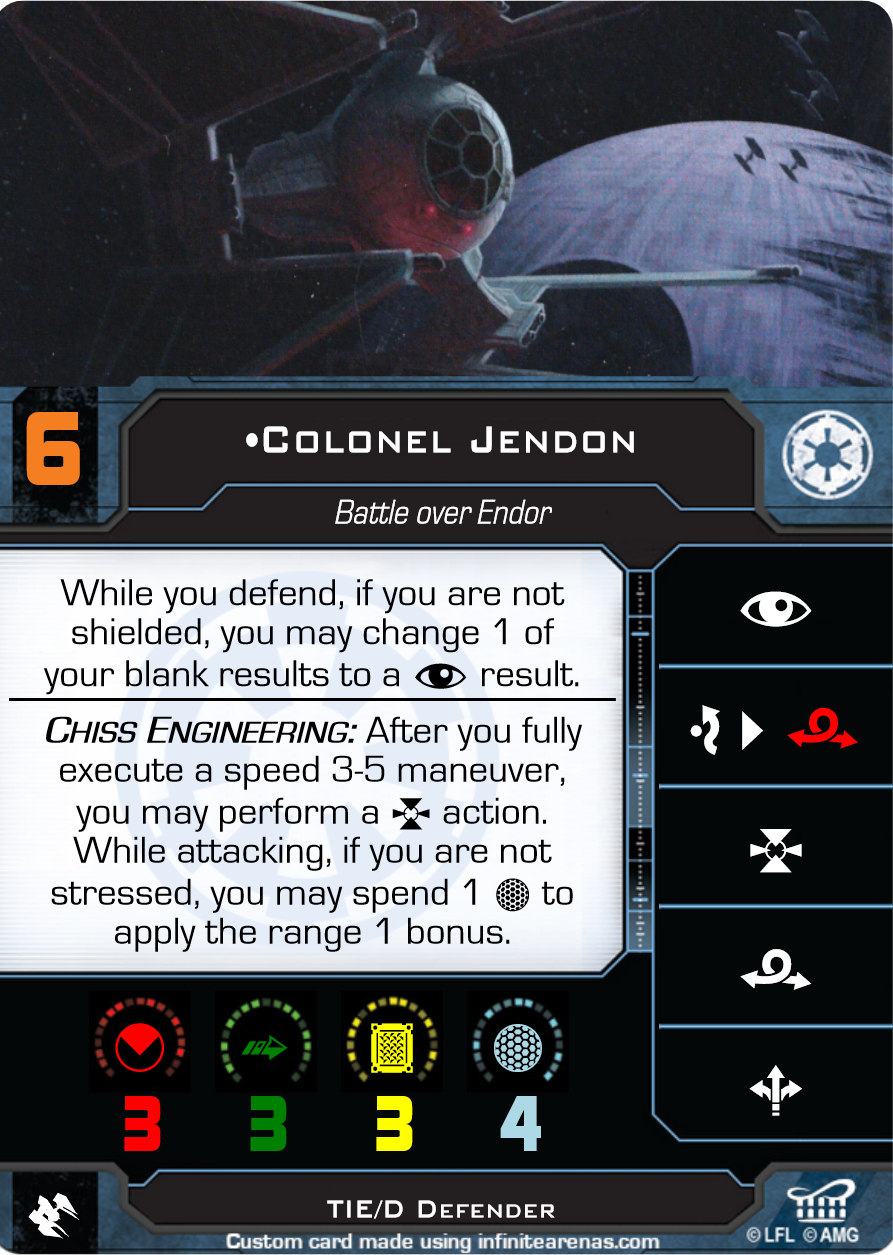 6
•Colonel Jendon
Battle over Endor
While you defend, if you are not
shielded, you may change 1 of
your blank results to a result.
Chiss Engineering: After you fully
execute a speed 3-5 maneuver,
you may perform a action.
While attacking, if you are not
stressed, you may spend 1 to
apply the range 1 bonus.
3 3 3 4
TIE/D Defender
Custom card made using infinitearenas.com
© LFL © AMG